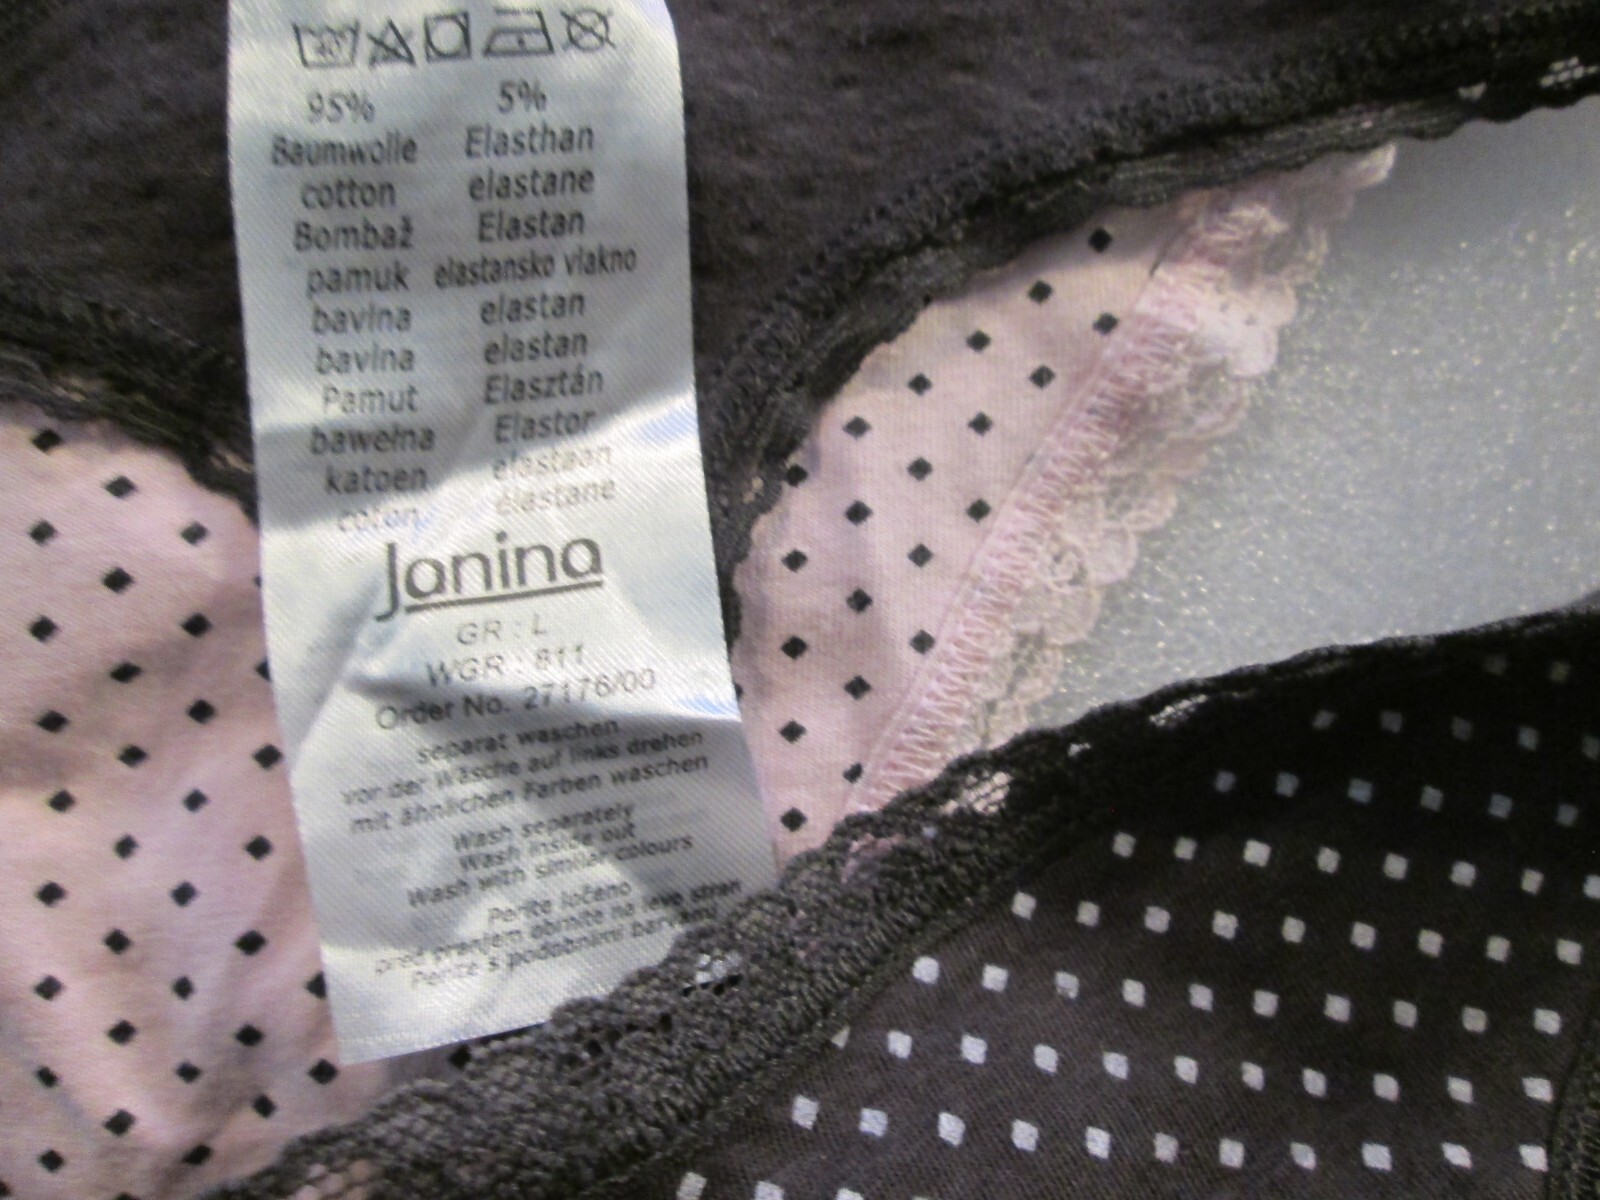 95% 5%
Baumwolle Elasthan
cotton elastane
Bombaž Elastan
pamuk elastansko vlakno
bavlna elastan
bavlna elastan
Pamut Elasztán
bawełna Elastor
katoen elastaan
coton élastane
Janina
GR : L
WGR : 811
Order No. 27176/00
separat waschen
vor der Wäsche auf links drehen
mit ähnlichen Farben waschen
Wash separately
Wash inside out
Wash with similar colours
Perite ločeno
pred pranjem obrnite na levo stran
Perite s podobnimi barvami